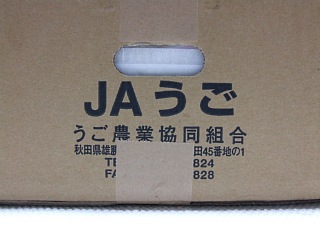 JAうご
うご農業協同組合
秋田県雄勝 田45番地の1
TE 824
FA 828